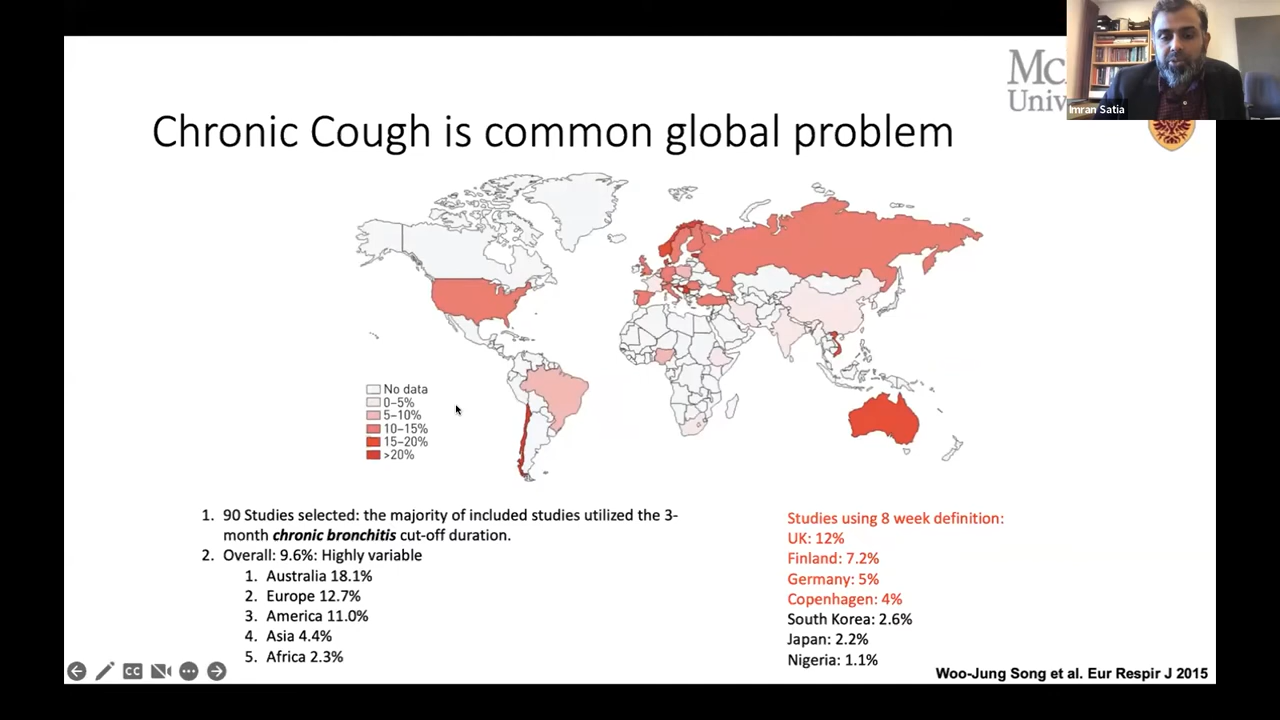 Mc
Univ
Imran Satia
Chronic Cough is common global problem
No data
0–5%
5–10%
10–15%
15–20%
>20%
1. 90 Studies selected: the majority of included studies utilized the 3-
month chronic bronchitis cut-off duration.
2. Overall: 9.6%: Highly variable
1. Australia 18.1%
2. Europe 12.7%
3. America 11.0%
4. Asia 4.4%
5. Africa 2.3%
Studies using 8 week definition:
UK: 12%
Finland: 7.2%
Germany: 5%
Copenhagen: 4%
South Korea: 2.6%
Japan: 2.2%
Nigeria: 1.1%
CC
Woo-Jung Song et al. Eur Respir J 2015